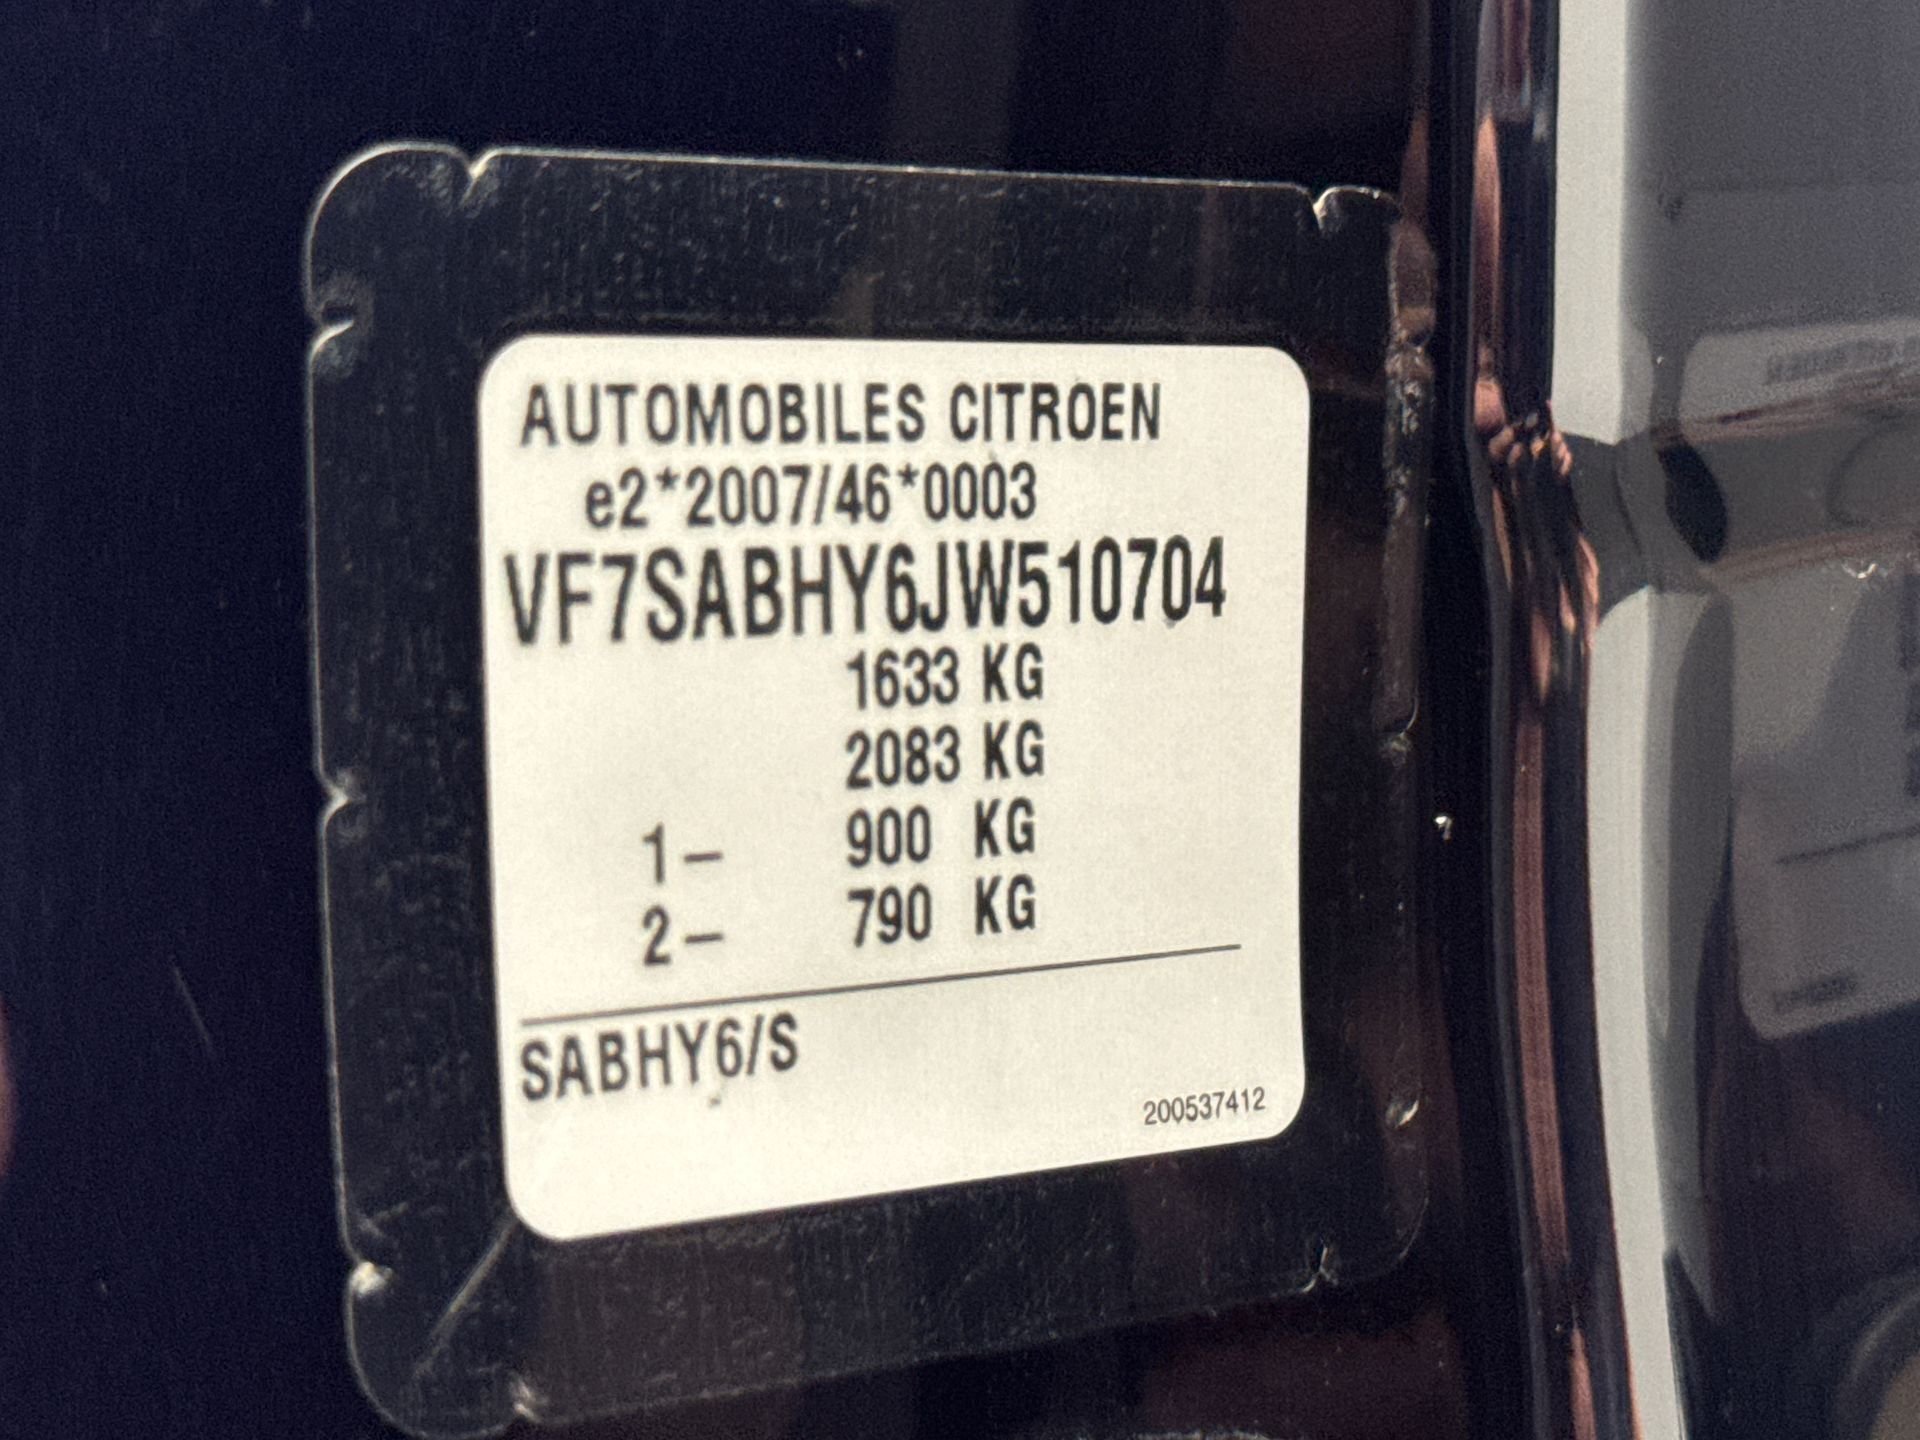 AUTOMOBILES CITROEN
e2*2007/46*0003
VF7SABHY6JW510704
1633 KG
2083 KG
1– 900 KG
2– 790 KG
SABHY6/S
200537412